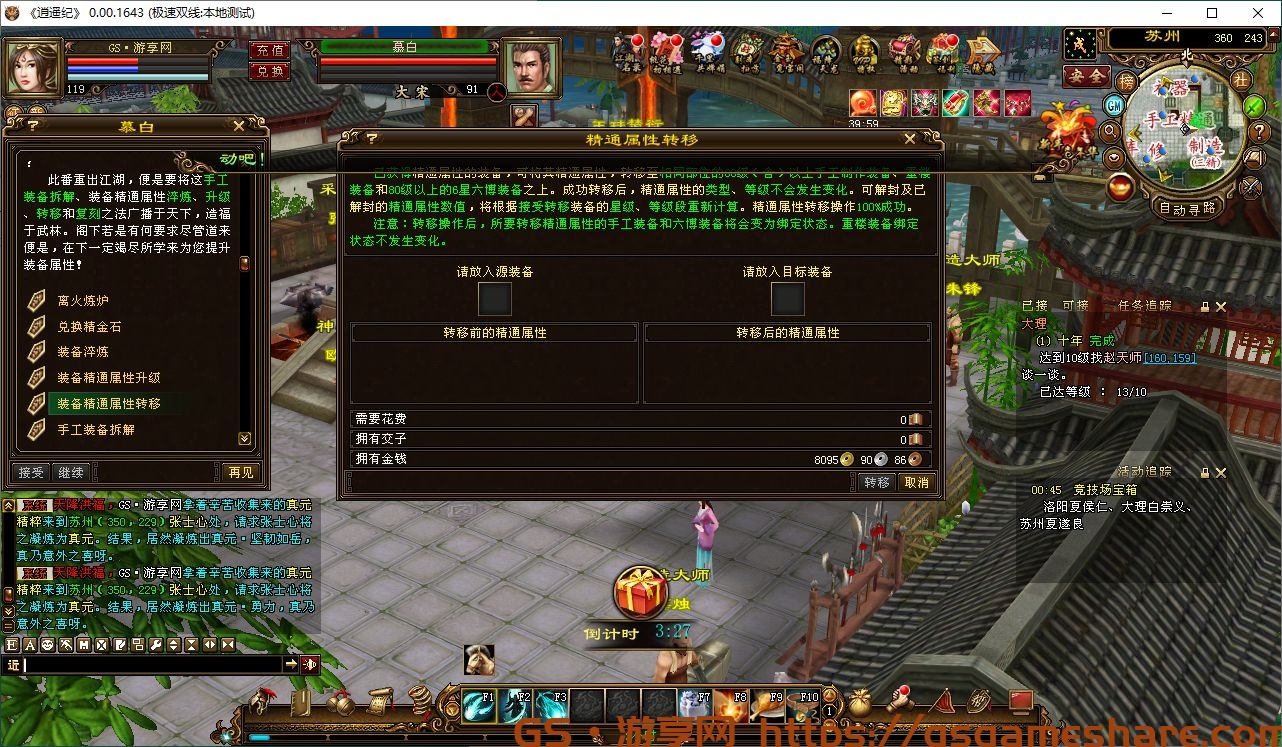 《逍遥纪》 0.00.1643 (极速双线:本地测试)
GS·游享网
119
充值
兑换
慕白
大宋 91
39:59
苏州 360 243
安全
榜
社
GM
自动寻路
慕白
动吧!
此番重出江湖,便是要将这手工
装备拆解、装备精通属性淬炼、升级
、转移和复刻之法广播于天下,造福
于武林。阁下若是有何要求尽管道来
便是,在下一定竭尽所学来为您提升
装备属性!
离火炼炉
兑换精金石
装备淬炼
装备精通属性升级
装备精通属性转移
手工装备拆解
接受 继续 再见
精通属性转移
装备和80级以上的6星六博装备之上。成功转移后,精通属性的类型、等级不会发生变化。可解封及已
解封的精通属性数值,将根据接受转移装备的星级、等级段重新计算。精通属性转移操作100%成功。
注意:转移操作后,所要转移精通属性的手工装备和六博装备将会变为绑定状态。重楼装备绑定
状态不发生变化。
请放入源装备 请放入目标装备
转移前的精通属性 转移后的精通属性
需要花费 0
拥有交子 0
拥有金钱 8095 90 86
转移 取消
造大师
朱锋
已接 可接 任务追踪
大理
(1) 十年 完成
达到10级找赵天师[160,159]
谈一谈。
已达等级 : 13/10
活动追踪
00:45 竞技场宝箱
洛阳夏侯仁、大理白崇义、
苏州夏遂良
系统 天降洪福,GS·游享网拿着辛苦收集来的真元
精粹来到苏州(350,229)张士心处,请求张士心将
之凝炼为真元。结果,居然凝炼出真元·坚韧如岳,
真乃意外之喜呀。
系统 天降洪福,GS·游享网拿着辛苦收集来的真元
精粹来到苏州(350,229)张士心处,请求张士心将
之凝炼为真元。结果,居然凝炼出真元·勇力,真乃
意外之喜呀。
近
造大师
倒计时 3:27
F1 F2 F3 F7 F8 F9 F10
1
GS·游享网 https://gsgameshare.com